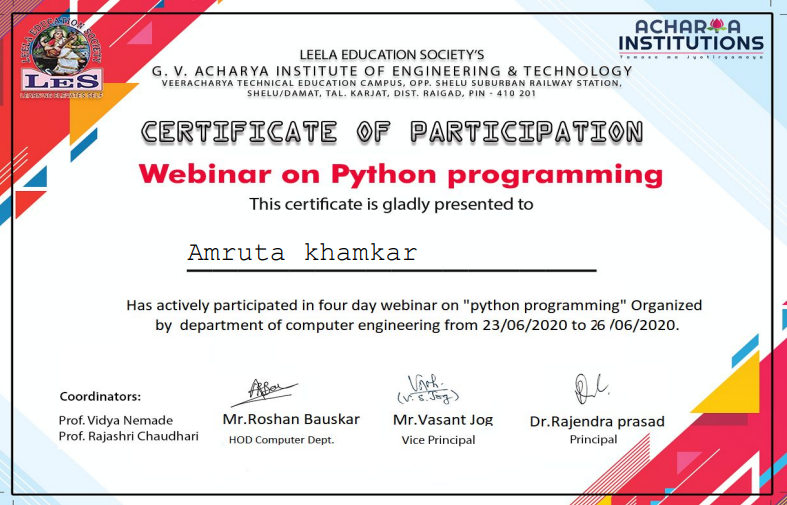 LEELA EDUCATION SOCIETY
LES
LEARNING ELEVATES SELF
ACHARYA
INSTITUTIONS
Tamaso ma Jyotirgamaya
LEELA EDUCATION SOCIETY'S
G. V. ACHARYA INSTITUTE OF ENGINEERING & TECHNOLOGY
VEERACHARYA TECHNICAL EDUCATION CAMPUS, OPP. SHELU SUBURBAN RAILWAY STATION,
SHELU/DAMAT, TAL. KARJAT, DIST. RAIGAD, PIN - 410 201
CERTIFICATE OF PARTICIPATION
Webinar on Python programming
This certificate is gladly presented to
Amruta khamkar
Has actively participated in four day webinar on "python programming" Organized
by department of computer engineering from 23/06/2020 to 26 /06/2020.
Coordinators:
Prof. Vidya Nemade
Prof. Rajashri Chaudhari
Mr.Roshan Bauskar
HOD Computer Dept.
(V. S. Jog)
Mr.Vasant Jog
Vice Principal
Dr.Rajendra prasad
Principal